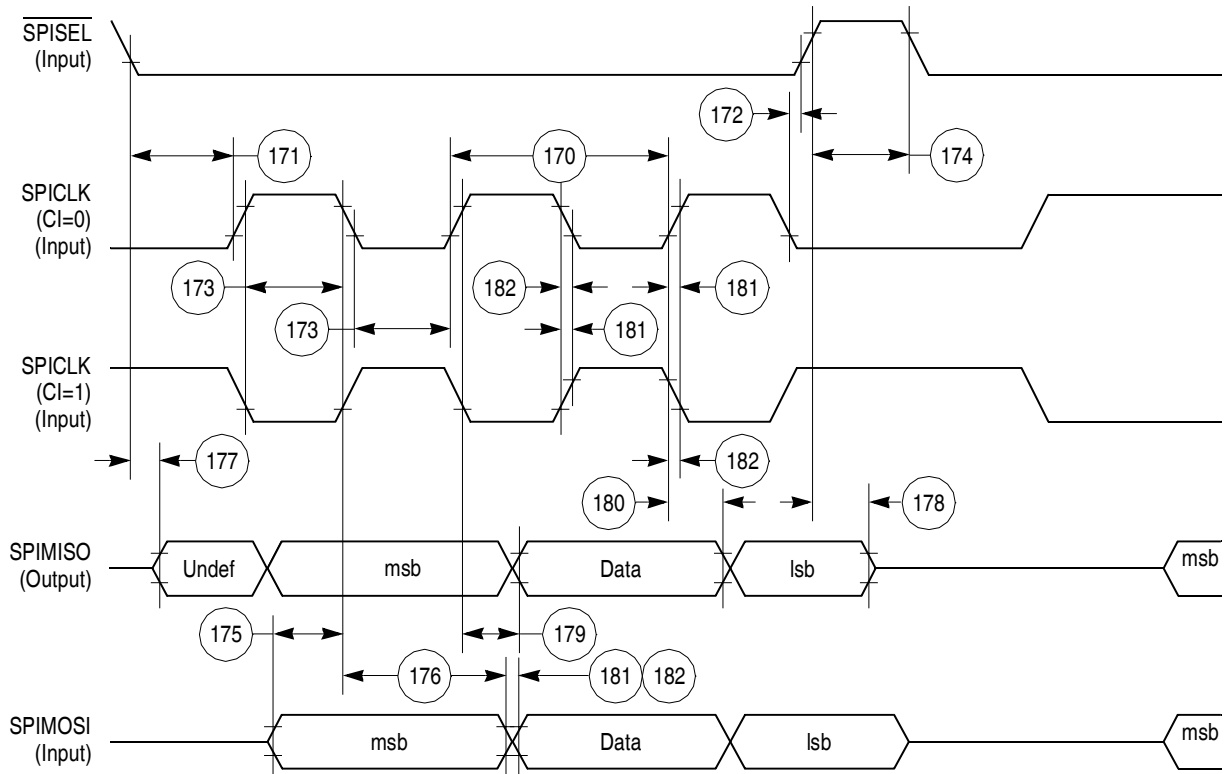 SPISEL
(Input)
172
171
170
174
SPICLK
(CI=0)
(Input)
173
182
181
173
181
SPICLK
(CI=1)
(Input)
177
182
180
178
SPIMISO
(Output)
Undef
msb
Data
lsb
msb
175
179
176
181
182
SPIMOSI
(Input)
msb
Data
lsb
msb